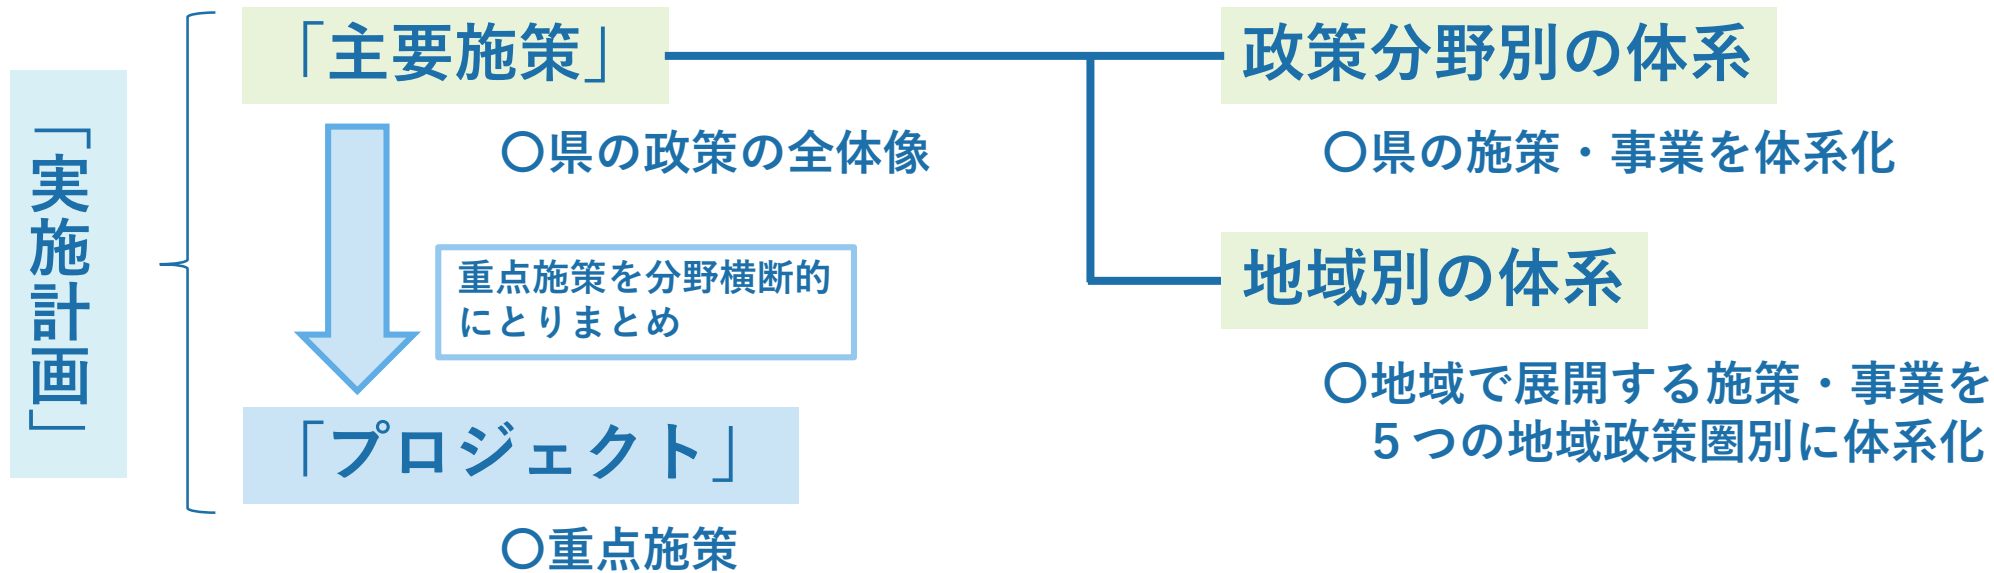 「実施計画」
「主要施策」
〇県の政策の全体像
重点施策を分野横断的
にとりまとめ
「プロジェクト」
〇重点施策
政策分野別の体系
〇県の施策・事業を体系化
地域別の体系
〇地域で展開する施策・事業を
５つの地域政策圏別に体系化